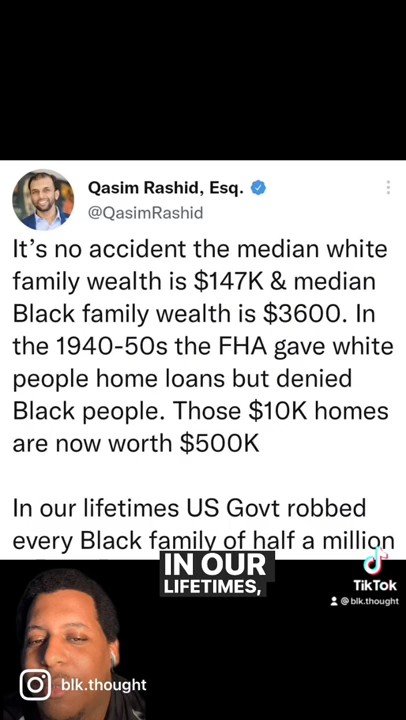 Qasim Rashid, Esq.
@QasimRashid
It's no accident the median white
family wealth is $147K & median
Black family wealth is $3600. In
the 1940-50s the FHA gave white
people home loans but denied
Black people. Those $10K homes
are now worth $500K
In our lifetimes US Govt robbed
every Black family of half a million
IN OUR
LIFETIMES,
TikTok
@blk.thought
blk.thought